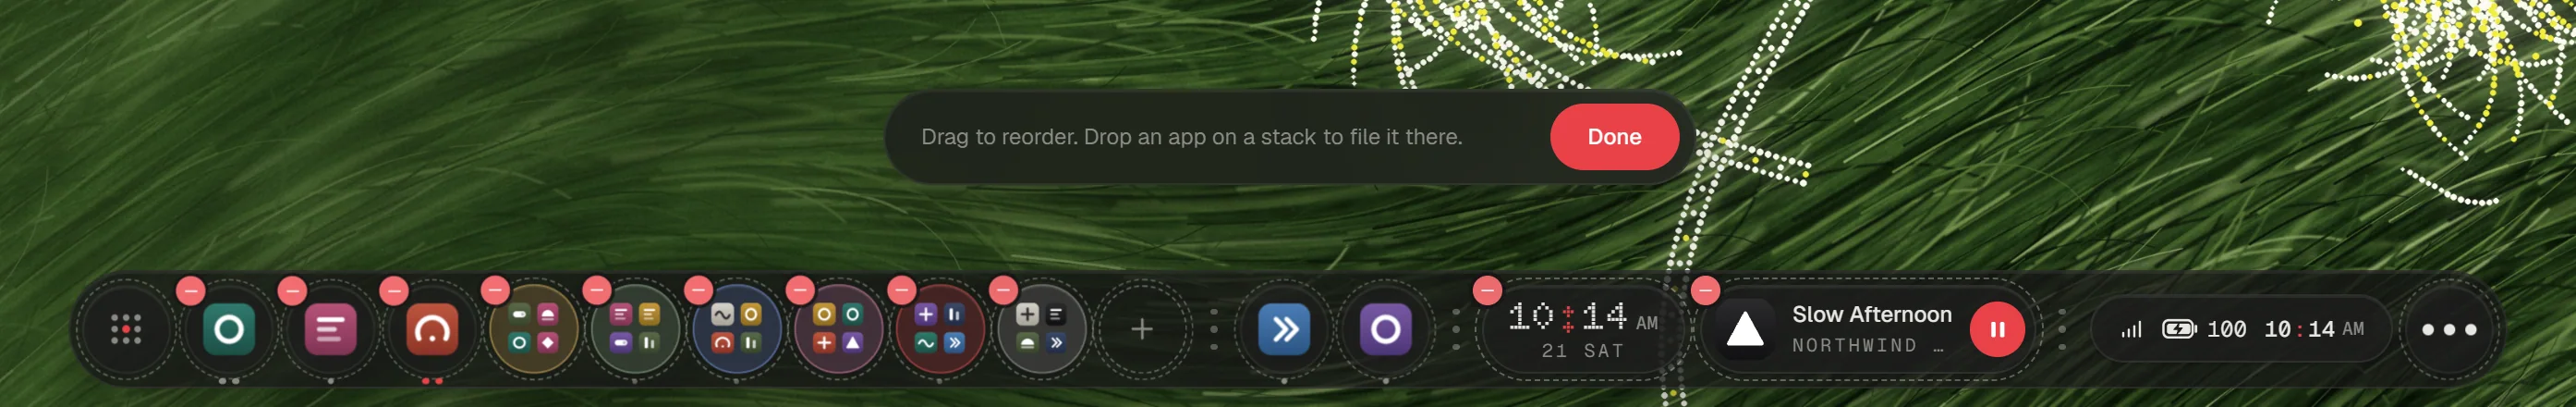 Drag to reorder. Drop an app on a stack to file it there.
Done
10:14 AM
21 SAT
Slow Afternoon
NORTHWIND …
100 10:14 AM